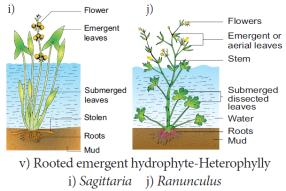 i)
Flower
Emergent
leaves
Submerged
leaves
Stolen
Roots
Mud
j)
Flowers
Emergent or
aerial leaves
Stem
Submerged
dissected
leaves
Water
Roots
Mud
v) Rooted emergent hydrophyte-Heterophylly
i) Sagittaria j) Ranunculus